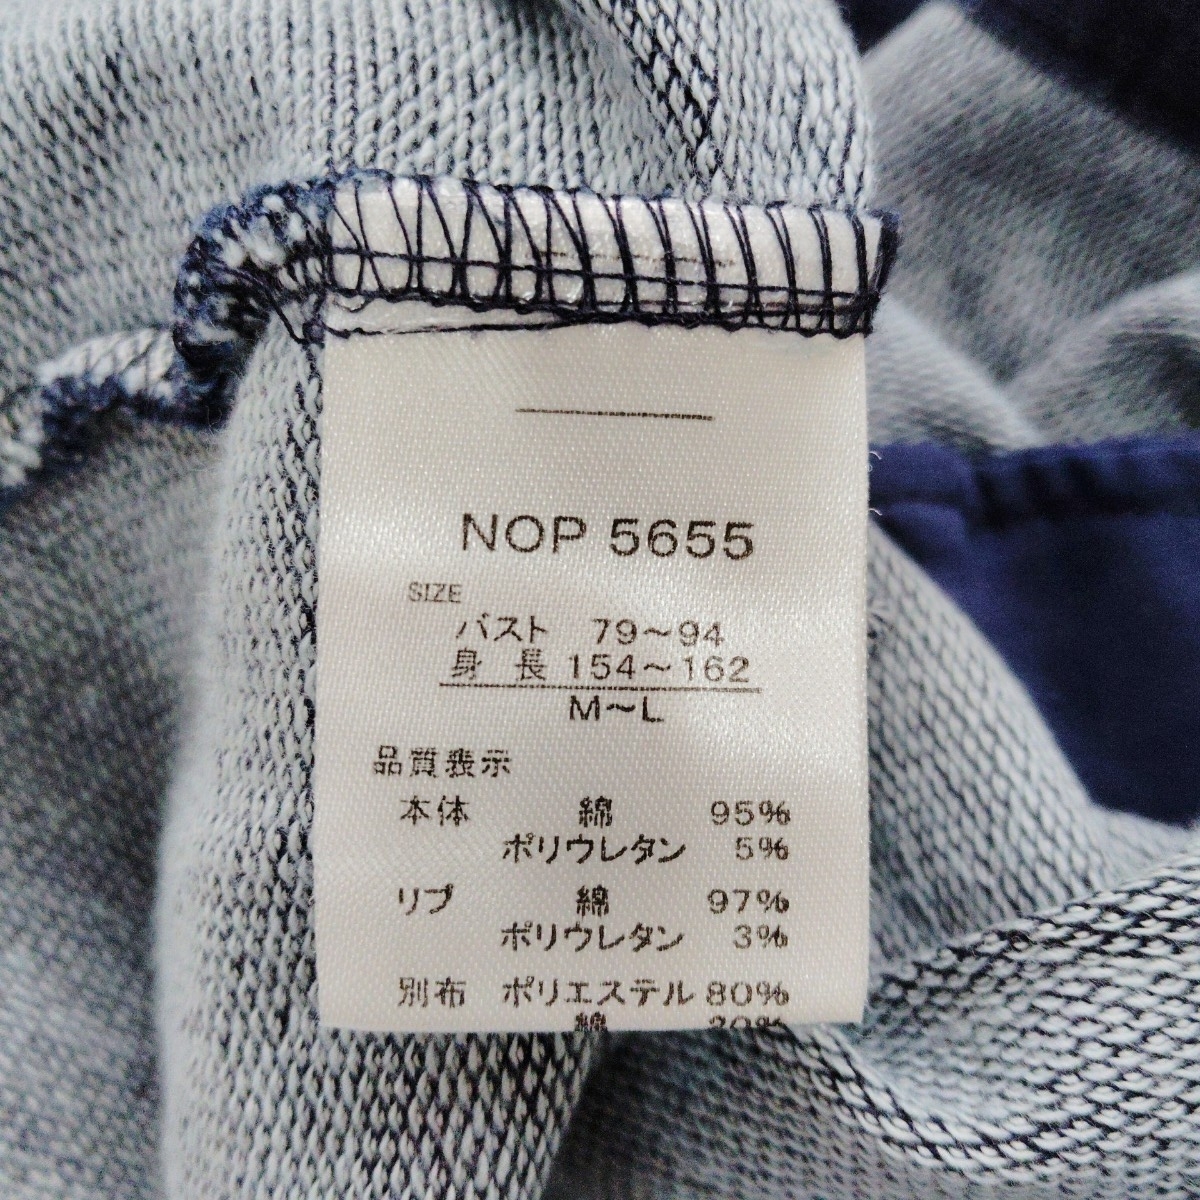 NOP 5655
SIZE
バスト 79～94
身 長 154～162
M～L
品質表示
本体 綿 95%
ポリウレタン 5%
リブ 綿 97%
ポリウレタン 3%
別布 ポリエステル 80%
綿 20%